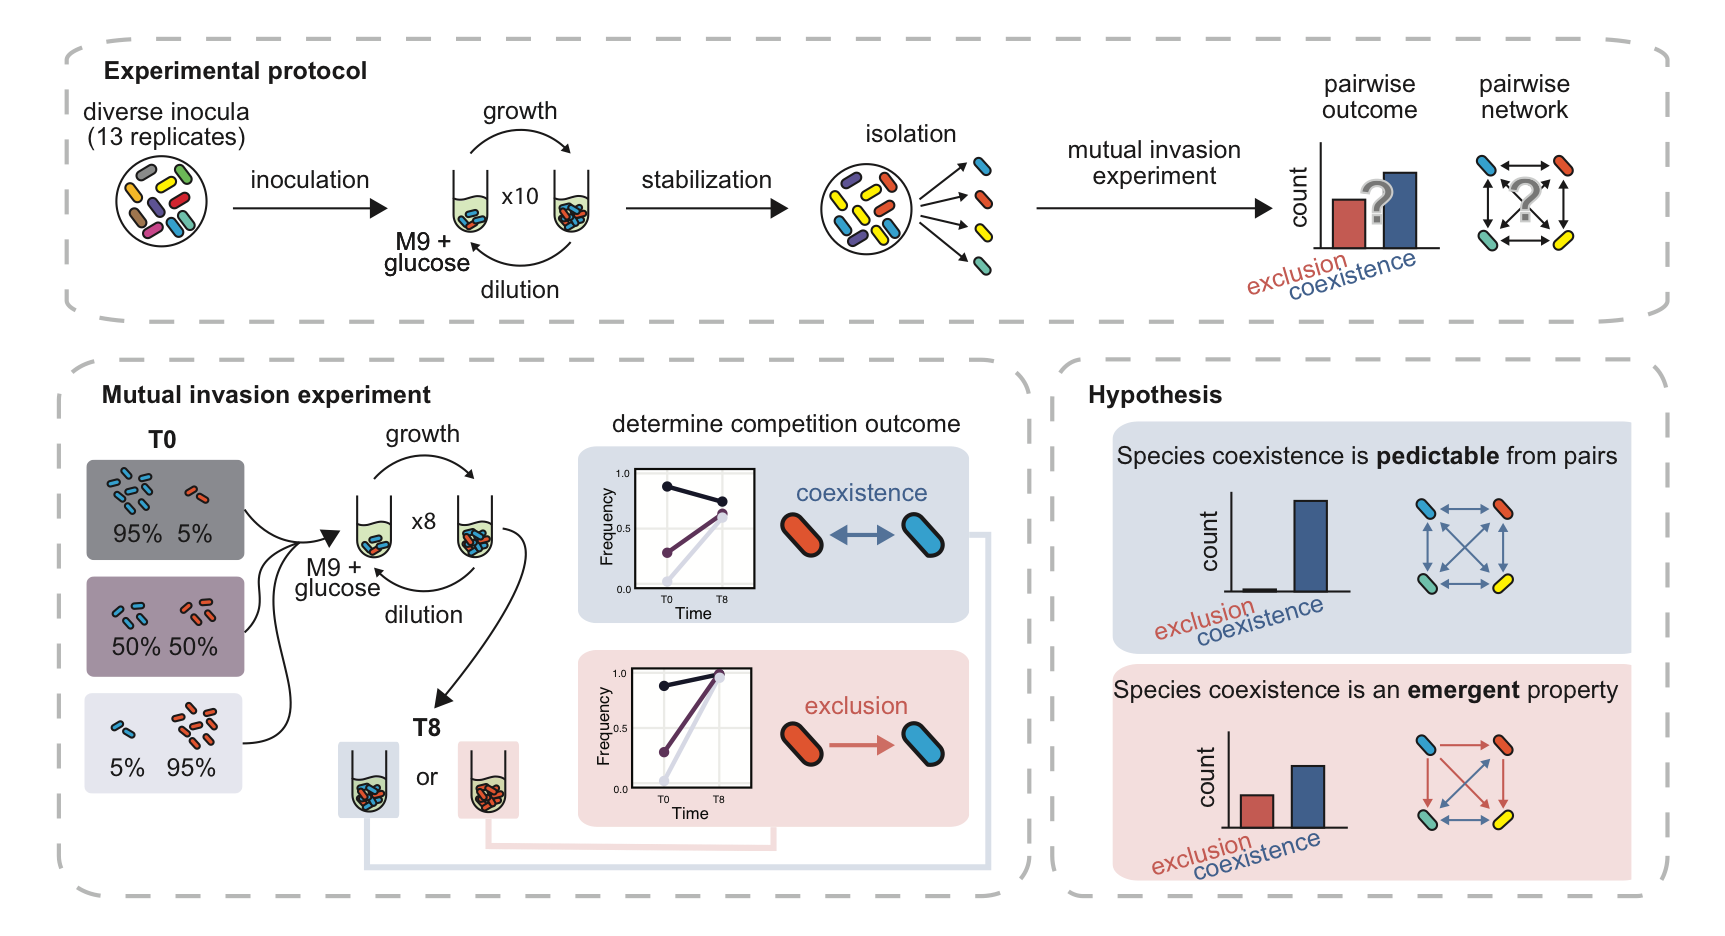 Experimental protocol
diverse inocula
(13 replicates)
inoculation
growth
x10
M9 +
glucose
dilution
stabilization
isolation
mutual invasion
experiment
pairwise
outcome
count
?
exclusion
coexistence
pairwise
network
?
Mutual invasion experiment
T0
95% 5%
50% 50%
5% 95%
growth
x8
M9 +
glucose
dilution
T8
or
determine competition outcome
Frequency
1.0
0.5
0.0
T0 T8
Time
coexistence
Frequency
1.0
0.5
0.0
T0 T8
Time
exclusion
Hypothesis
Species coexistence is pedictable from pairs
count
exclusion
coexistence
Species coexistence is an emergent property
count
exclusion
coexistence